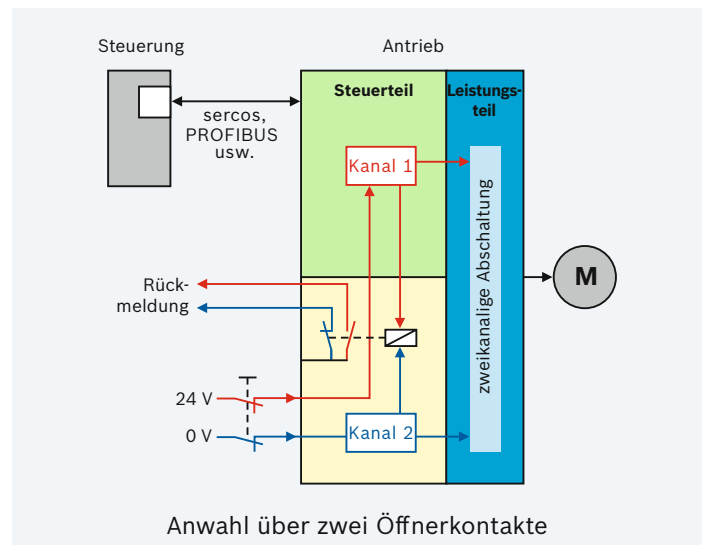 Steuerung
Antrieb
Steuerteil
Leistungs-
teil
sercos,
PROFIBUS
usw.
Kanal 1
zweikanalige Abschaltung
M
Rück-
meldung
24 V
0 V
Kanal 2
Anwahl über zwei Öffnerkontakte